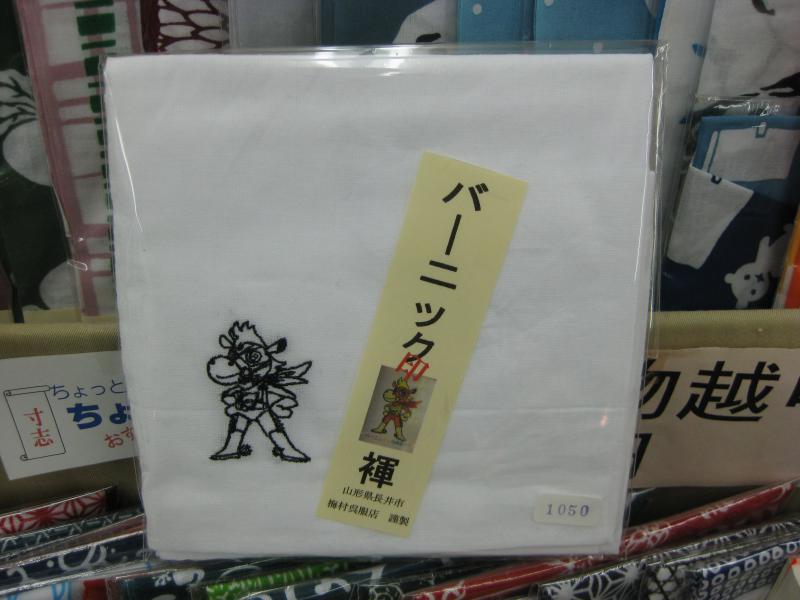 バーニック印
褌
山形県長井市
梅村呉服店 謹製
1050
寸志
ちょっと
ちょ
おす
物越